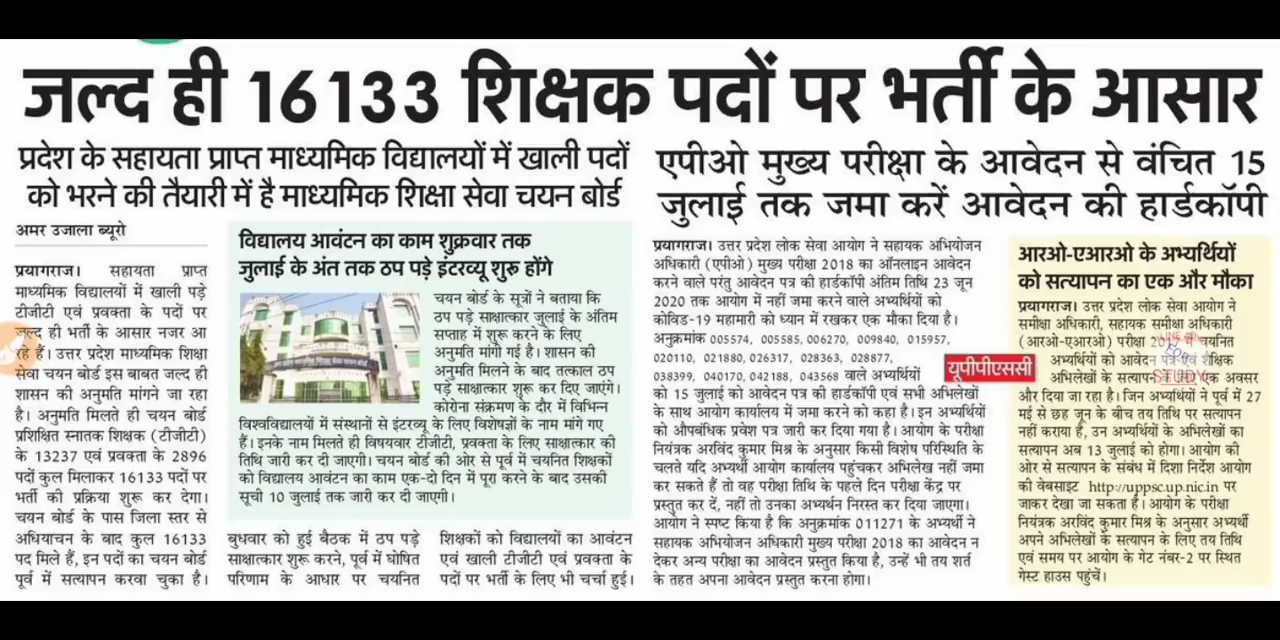 जल्द ही 16133 शिक्षक पदों पर भर्ती के आसार
प्रदेश के सहायता प्राप्त माध्यमिक विद्यालयों में खाली पदों
को भरने की तैयारी में है माध्यमिक शिक्षा सेवा चयन बोर्ड
अमर उजाला ब्यूरो
प्रयागराज। सहायता प्राप्त
माध्यमिक विद्यालयों में खाली पड़े
टीजीटी एवं प्रवक्ता के पदों पर
जल्द ही भर्ती के आसार नजर आ
रहे हैं। उत्तर प्रदेश माध्यमिक शिक्षा
सेवा चयन बोर्ड इस बाबत जल्द ही
शासन की अनुमति मांगने जा रहा
है। अनुमति मिलते ही चयन बोर्ड
प्रशिक्षित स्नातक शिक्षक (टीजीटी)
के 13237 एवं प्रवक्ता के 2896
पदों कुल मिलाकर 16133 पदों पर
भर्ती की प्रक्रिया शुरू कर देगा।
चयन बोर्ड के पास जिला स्तर से
अधियाचन के बाद कुल 16133
पद मिले हैं, इन पदों का चयन बोर्ड
पूर्व में सत्यापन करवा चुका है।
विद्यालय आवंटन का काम शुक्रवार तक
जुलाई के अंत तक ठप पड़े इंटरव्यू शुरू होंगे
चयन बोर्ड के सूत्रों ने बताया कि
ठप पड़े साक्षात्कार जुलाई के अंतिम
सप्ताह में शुरू करने के लिए
अनुमति मांगी गई है। शासन की
अनुमति मिलने के बाद तत्काल ठप
पड़े साक्षात्कार शुरू कर दिए जाएंगे।
कोरोना संक्रमण के दौर में विभिन्न
विश्वविद्यालयों में संस्थानों से इंटरव्यू के लिए विशेषज्ञों के नाम मांगे गए
हैं। इनके नाम मिलते ही विषयवार टीजीटी, प्रवक्ता के लिए साक्षात्कार की
तिथि जारी कर दी जाएगी। चयन बोर्ड की ओर से पूर्व में चयनित शिक्षकों
को विद्यालय आवंटन का काम एक-दो दिन में पूरा करने के बाद उसकी
सूची 10 जुलाई तक जारी कर दी जाएगी।
बुधवार को हुई बैठक में ठप पड़े
साक्षात्कार शुरू करने, पूर्व में घोषित
परिणाम के आधार पर चयनित
शिक्षकों को विद्यालयों का आवंटन
एवं खाली टीजीटी एवं प्रवक्ता के
पदों पर भर्ती के लिए भी चर्चा हुई।
एपीओ मुख्य परीक्षा के आवेदन से वंचित 15
जुलाई तक जमा करें आवेदन की हार्डकॉपी
प्रयागराज। उत्तर प्रदेश लोक सेवा आयोग ने सहायक अभियोजन
अधिकारी (एपीओ) मुख्य परीक्षा 2018 का ऑनलाइन आवेदन
करने वाले परंतु आवेदन पत्र की हार्डकॉपी अंतिम तिथि 23 जून
2020 तक आयोग में नहीं जमा करने वाले अभ्यर्थियों को
कोविड-19 महामारी को ध्यान में रखकर एक मौका दिया है।
अनुक्रमांक 005574, 005585, 006270, 009840, 015957,
020110, 021880, 026317, 028363, 028877,
038399, 040170, 042188, 043568 वाले अभ्यर्थियों
को 15 जुलाई को आवेदन पत्र की हार्डकॉपी एवं सभी अभिलेखों
के साथ आयोग कार्यालय में जमा करने को कहा है। इन अभ्यर्थियों
को औपबंधिक प्रवेश पत्र जारी कर दिया गया है। आयोग के परीक्षा
नियंत्रक अरविंद कुमार मिश्र के अनुसार किसी विशेष परिस्थिति के
चलते यदि अभ्यर्थी आयोग कार्यालय पहुंचकर अभिलेख नहीं जमा
कर सकते हैं तो वह परीक्षा तिथि के पहले दिन परीक्षा केंद्र पर
प्रस्तुत कर दें, नहीं तो उनका अभ्यर्थन निरस्त कर दिया जाएगा।
आयोग ने स्पष्ट किया है कि अनुक्रमांक 011271 के अभ्यर्थी ने
सहायक अभियोजन अधिकारी मुख्य परीक्षा 2018 का आवेदन न
देकर अन्य परीक्षा का आवेदन प्रस्तुत किया है, उन्हें भी तय शर्त
के तहत अपना आवेदन प्रस्तुत करना होगा।
यूपीपीएससी
आरओ-एआरओ के अभ्यर्थियों
को सत्यापन का एक और मौका
प्रयागराज। उत्तर प्रदेश लोक सेवा आयोग ने
समीक्षा अधिकारी, सहायक समीक्षा अधिकारी
(आरओ-एआरओ) परीक्षा में चयनित
अभ्यर्थियों को आवेदन पत्र एवं शैक्षिक
अभिलेखों के सत्यापन एक अवसर
और दिया जा रहा है। जिन अभ्यर्थियों ने पूर्व में 27
मई से छह जून के बीच तय तिथि पर सत्यापन
नहीं कराया है, उन अभ्यर्थियों के अभिलेखों का
सत्यापन अब 13 जुलाई को होगा। आयोग की
ओर से सत्यापन के संबंध में दिशा निर्देश आयोग
की वेबसाइट http://uppsc.up.nic.in पर
जाकर देखा जा सकता है। आयोग के परीक्षा
नियंत्रक अरविंद कुमार मिश्र के अनुसार अभ्यर्थी
अपने अभिलेखों के सत्यापन के लिए तय तिथि
एवं समय पर आयोग के गेट नंबर-2 पर स्थित
गेस्ट हाउस पहुंचें।
STUDY